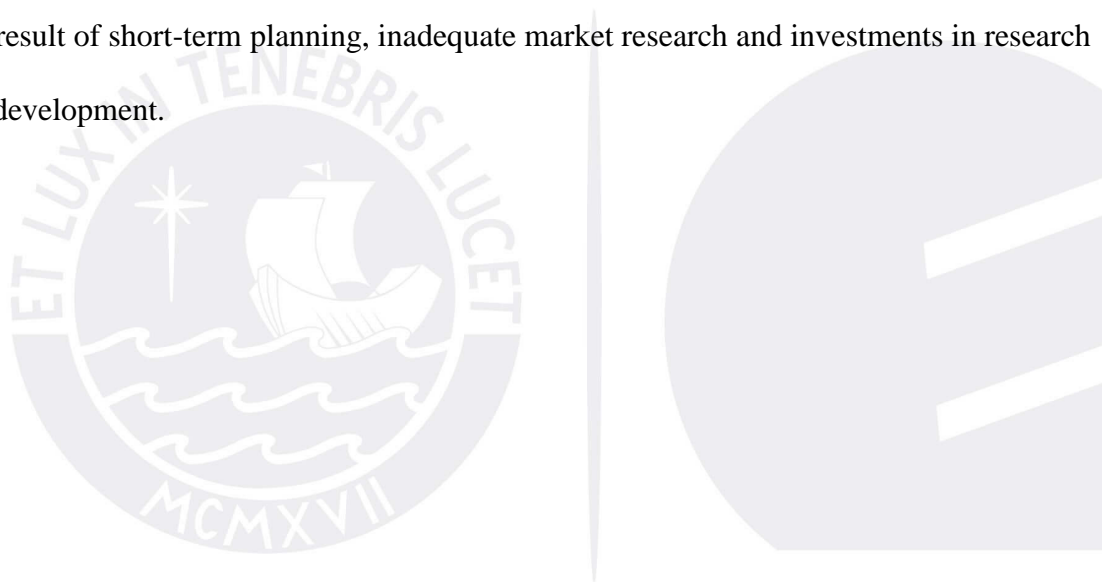 result of short-term planning, inadequate market research and investments in research
development.
ET LUX IN TENEBRIS LUCET
MCMXVII